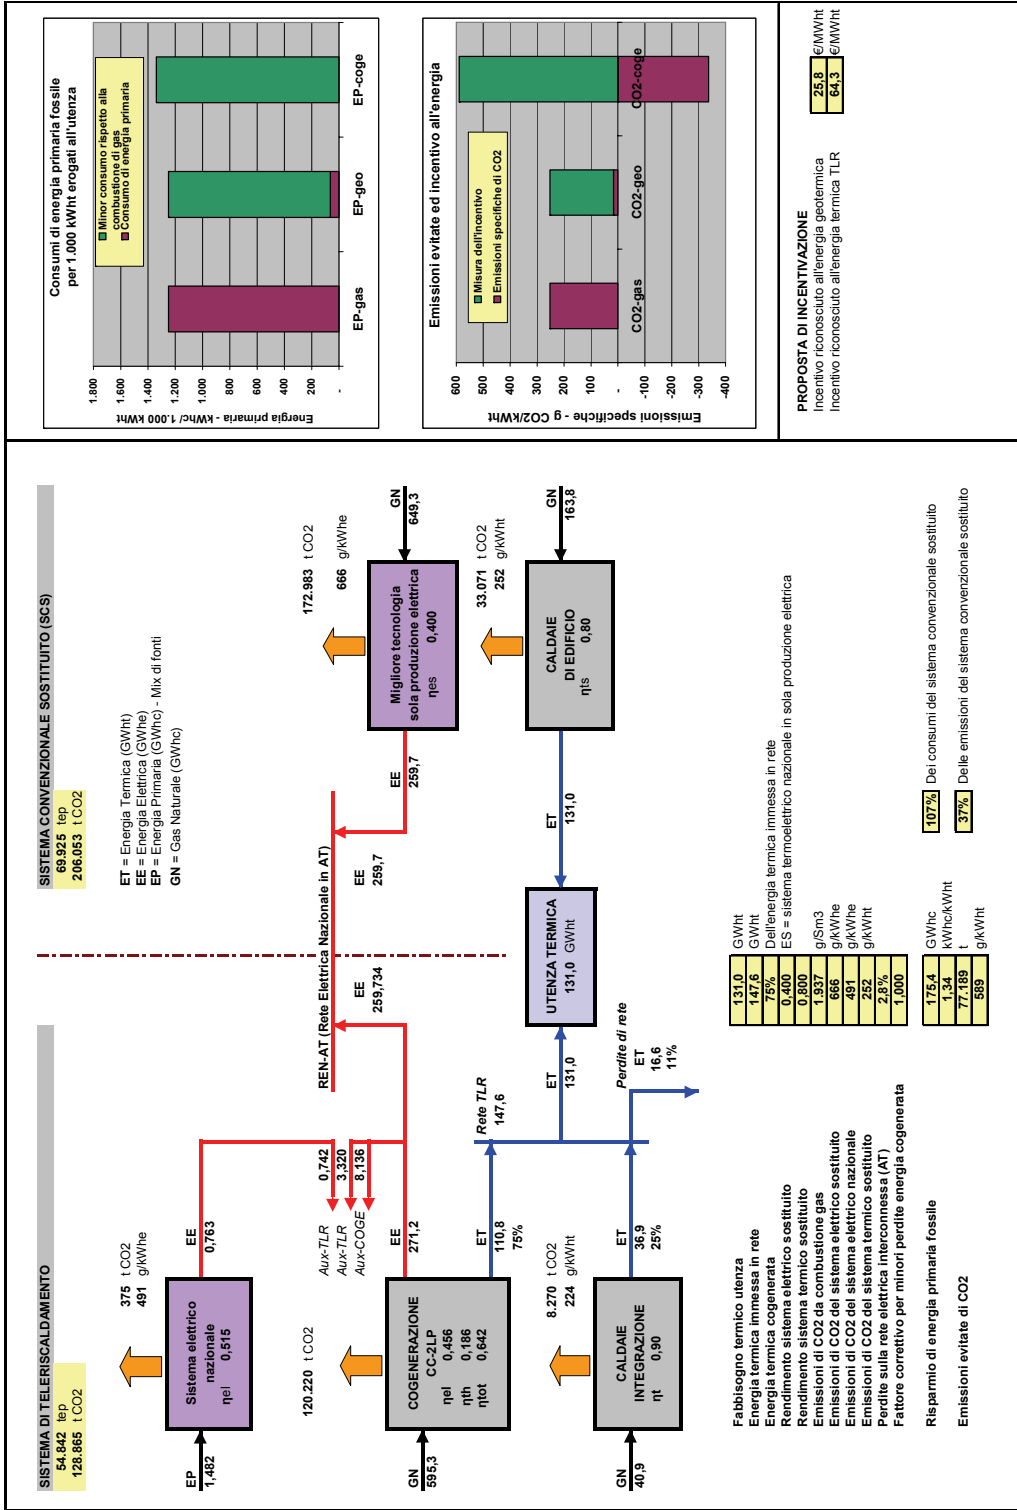 SISTEMA DI TELERISCALDAMENTO
54.842 tep
128.865 t CO2
SISTEMA CONVENZIONALE SOSTITUITO (SCS)
69.925 tep
206.053 t CO2
ET = Energia Termica (GWht)
EE = Energia Elettrica (GWhe)
EP = Energia Primaria (GWhc) - Mix di fonti
GN = Gas Naturale (GWhc)
375 t CO2
491 g/kWhe
EP
1,482
Sistema elettrico
nazionale
ηel 0,515
EE
0,763
Aux-TLR 0,742
Aux-TLR 3,320
Aux-COGE 8,136
REN-AT (Rete Elettrica Nazionale in AT)
EE
259,734
EE
259,7
EE
259,7
172.983 t CO2
666 g/kWhe
Migliore tecnologia
sola produzione elettrica
ηes 0,400
GN
649,3
120.220 t CO2
GN
595,3
COGENERAZIONE
CC-2LP
ηel 0,456
ηth 0,186
ηtot 0,642
EE
271,2
ET
110,8
75%
Rete TLR
147,6
ET
131,0
UTENZA TERMICA
131,0 GWht
ET
131,0
33.071 t CO2
252 g/kWht
CALDAIE
DI EDIFICIO
ηts 0,80
GN
163,8
8.270 t CO2
224 g/kWht
GN
40,9
CALDAIE
INTEGRAZIONE
ηt 0,90
ET
36,9
25%
Perdite di rete
ET
16,6
11%
Fabbisogno termico utenza 131,0 GWht
Energia termica immessa in rete 147,6 GWht
Energia termica cogenerata 75% Dell'energia termica immessa in rete
Rendimento sistema elettrico sostituito 0,400 ES = sistema termoelettrico nazionale in sola produzione elettrica
Rendimento sistema termico sostituito 0,800
Emissioni di CO2 da combustione gas 1.937 g/Sm3
Emissioni di CO2 del sistema elettrico sostituito 666 g/kWhe
Emissioni di CO2 del sistema elettrico nazionale 491 g/kWhe
Emissioni di CO2 del sistema termico sostituito 252 g/kWht
Perdite sulla rete elettrica interconnessa (AT) 2,8%
Fattore correttivo per minori perdite energia cogenerata 1,000
Risparmio di energia primaria fossile 175,4 GWhc 107% Dei consumi del sistema convenzionale sostituito
1,34 kWhc/kWht
Emissioni evitate di CO2 77.189 t 37% Delle emissioni del sistema convenzionale sostituito
589 g/kWht
Consumi di energia primaria fossile
per 1.000 kWht erogati all'utenza
Energia primaria - kWhc/ 1.000 kWht
1.800
1.600
1.400
1.200
1.000
800
600
400
200
-
Minor consumo rispetto alla
combustione di gas
Consumo di energia primaria
EP-gas
EP-geo
EP-coge
Emissioni evitate ed incentivo all'energia
Emissioni specifiche - g CO2/kWht
600
500
400
300
200
100
-
-100
-200
-300
-400
Misura dell'incentivo
Emissioni specifiche di CO2
CO2-gas
CO2-geo
CO2-coge
PROPOSTA DI INCENTIVAZIONE
Incentivo riconosciuto all'energia geotermica 25,8 €/MWht
Incentivo riconosciuto all'energia termica TLR 64,3 €/MWht